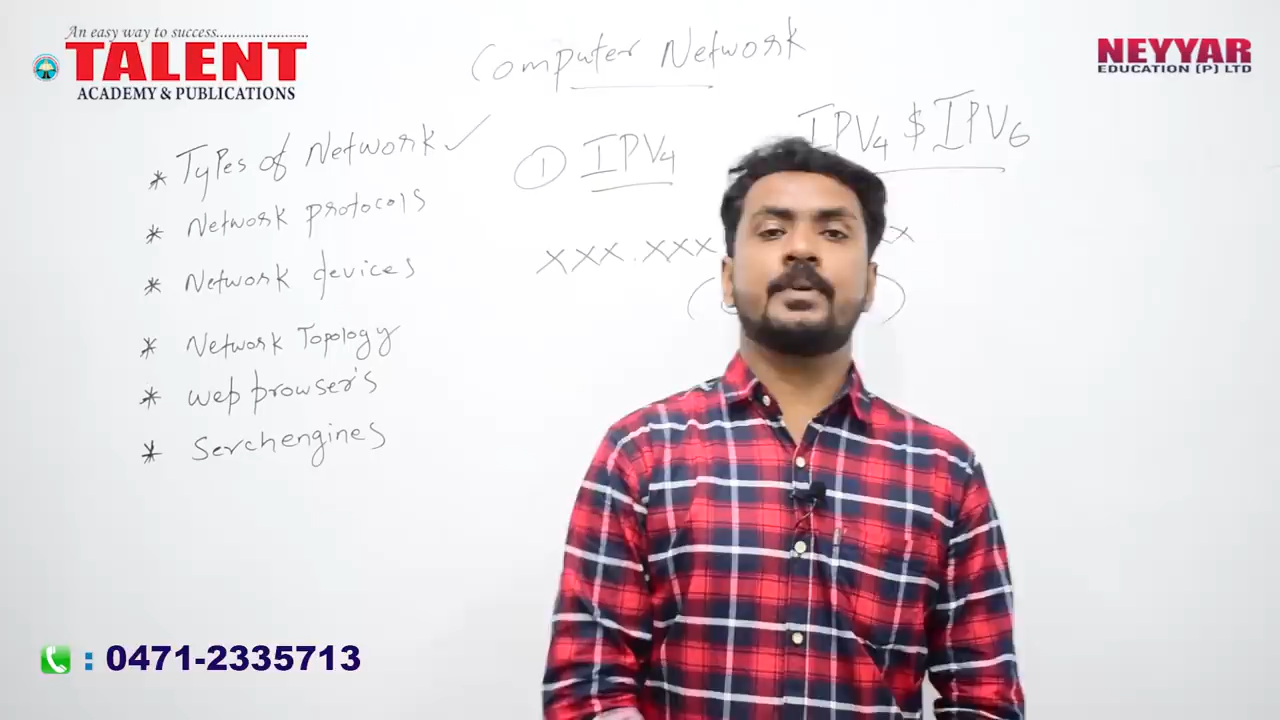 An easy way to success......................
TALENT
ACADEMY & PUBLICATIONS
NEYYAR
EDUCATION (P) LTD
Computer Network
* Types of Network ✓
* Network protocols
* Network devices
* Network Topology
* web browser's
* Serchengines
① IPV4
IPV4 $ IPV6
XXX.XXX
XX
: 0471-2335713